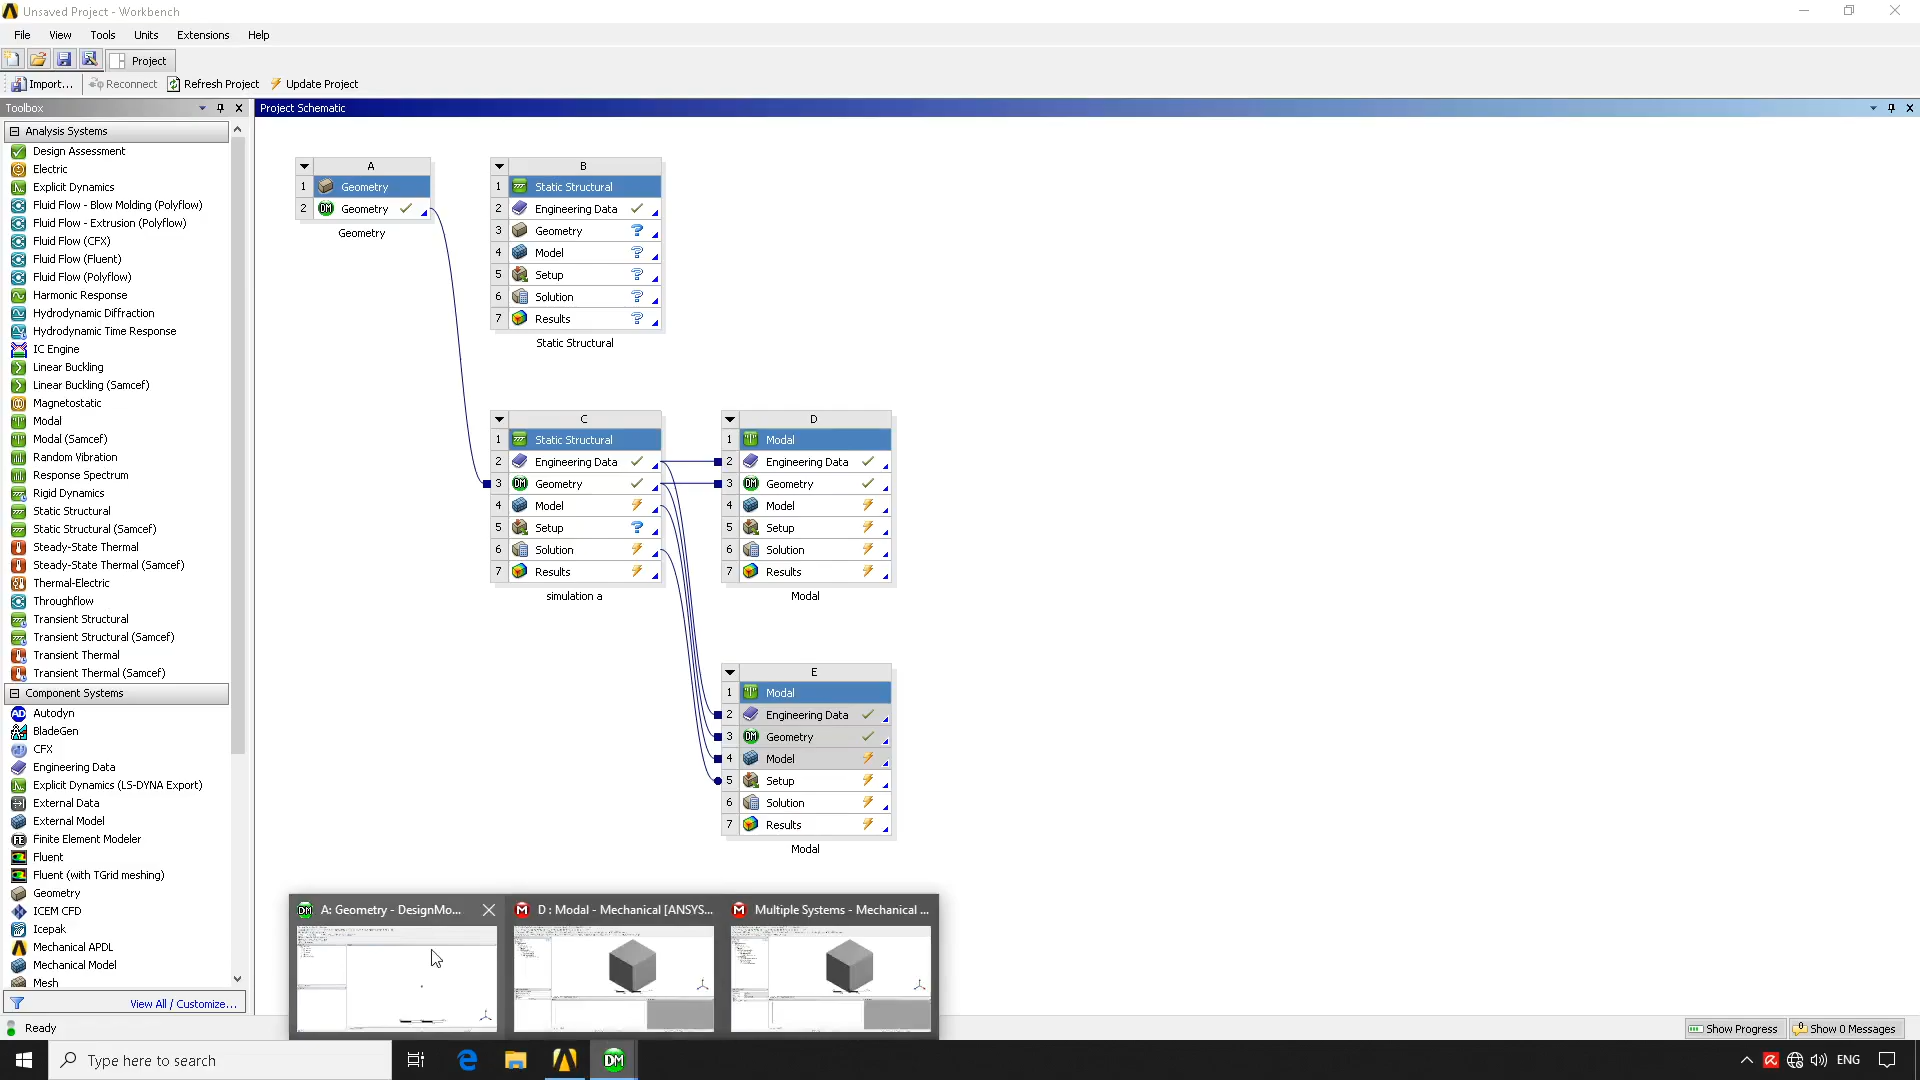 Unsaved Project - Workbench
File View Tools Units Extensions Help
Project
Import... Reconnect Refresh Project Update Project
Toolbox
Project Schematic
Analysis Systems
Design Assessment
Electric
Explicit Dynamics
Fluid Flow - Blow Molding (Polyflow)
Fluid Flow - Extrusion (Polyflow)
Fluid Flow (CFX)
Fluid Flow (Fluent)
Fluid Flow (Polyflow)
Harmonic Response
Hydrodynamic Diffraction
Hydrodynamic Time Response
IC Engine
Linear Buckling
Linear Buckling (Samcef)
Magnetostatic
Modal
Modal (Samcef)
Random Vibration
Response Spectrum
Rigid Dynamics
Static Structural
Static Structural (Samcef)
Steady-State Thermal
Steady-State Thermal (Samcef)
Thermal-Electric
Throughflow
Transient Structural
Transient Structural (Samcef)
Transient Thermal
Transient Thermal (Samcef)
Component Systems
Autodyn
BladeGen
CFX
Engineering Data
Explicit Dynamics (LS-DYNA Export)
External Data
External Model
Finite Element Modeler
Fluent
Fluent (with TGrid meshing)
Geometry
ICEM CFD
Icepak
Mechanical APDL
Mechanical Model
Mesh
View All / Customize...
A
1 Geometry
2 DM Geometry
Geometry
B
1 Static Structural
2 Engineering Data
3 Geometry
4 Model
5 Setup
6 Solution
7 Results
Static Structural
C
1 Static Structural
2 Engineering Data
3 DM Geometry
4 Model
5 Setup
6 Solution
7 Results
simulation a
D
1 Modal
2 Engineering Data
3 DM Geometry
4 Model
5 Setup
6 Solution
7 Results
Modal
E
1 Modal
2 Engineering Data
3 DM Geometry
4 Model
5 Setup
6 Solution
7 Results
Modal
A: Geometry - DesignMo...
D : Modal - Mechanical [ANSYS...
Multiple Systems - Mechanical ...
Ready
Show Progress
Show 0 Messages
Type here to search
DM
ENG